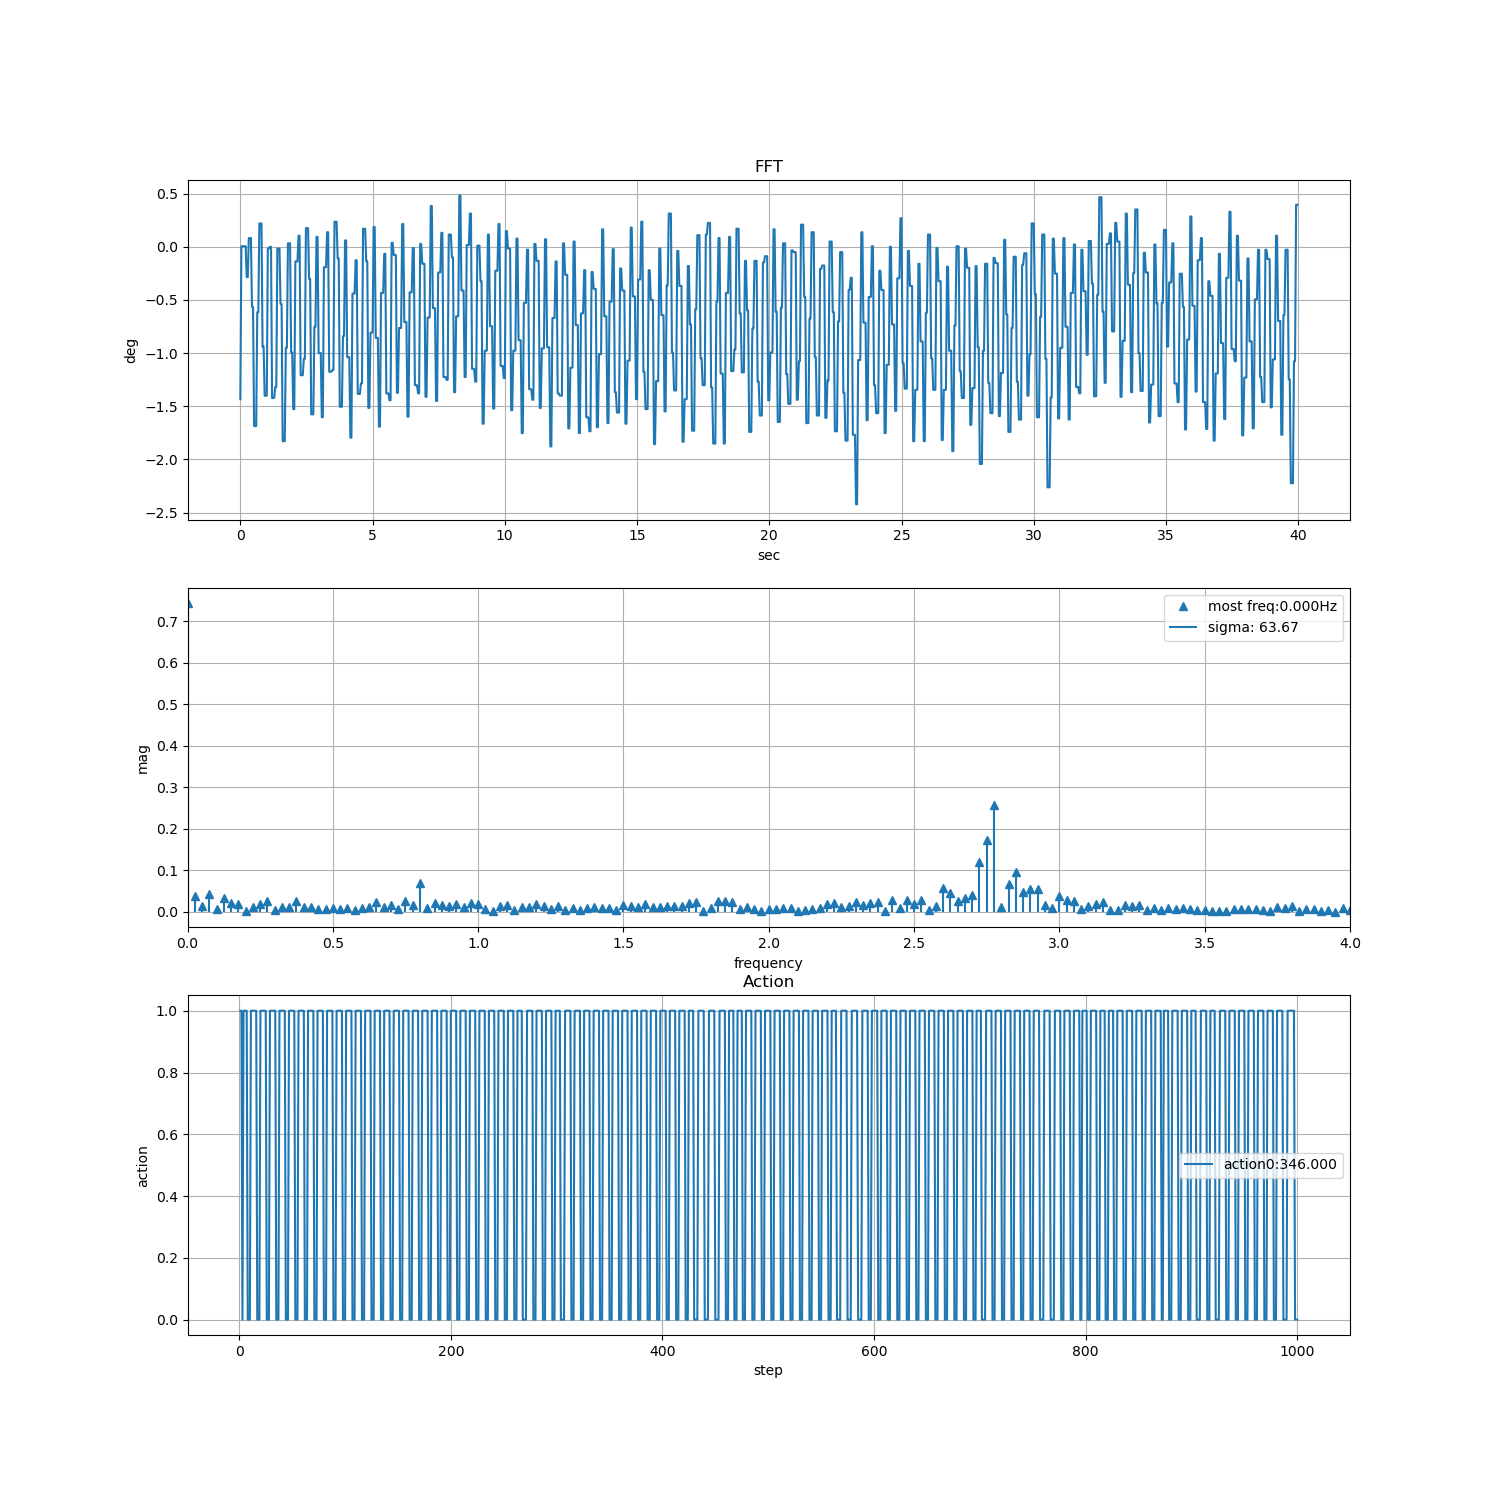 FFT
0.5
0.0
−0.5
−1.0
−1.5
−2.0
−2.5
deg
0 5 10 15 20 25 30 35 40
sec
most freq:0.000Hz
sigma: 63.67
0.7
0.6
0.5
0.4
0.3
0.2
0.1
0.0
mag
0.0 0.5 1.0 1.5 2.0 2.5 3.0 3.5 4.0
frequency
Action
1.0
0.8
0.6
0.4
0.2
0.0
action
action0:346.000
0 200 400 600 800 1000
step